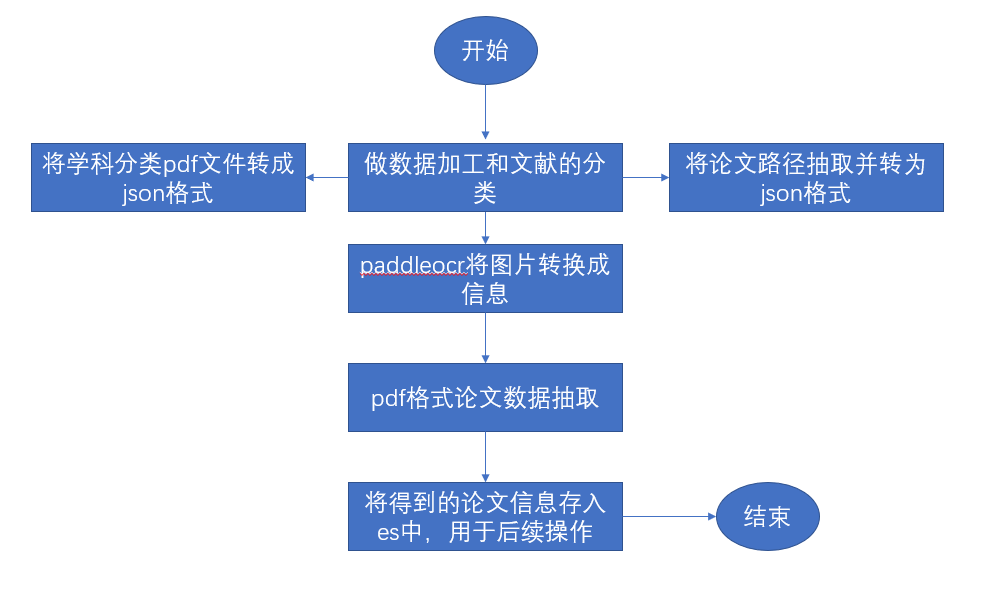 开始
将学科分类pdf文件转成
json格式
做数据加工和文献的分
类
将论文路径抽取并转为
json格式
paddleocr将图片转换成
信息
pdf格式论文数据抽取
将得到的论文信息存入
es中，用于后续操作
结束